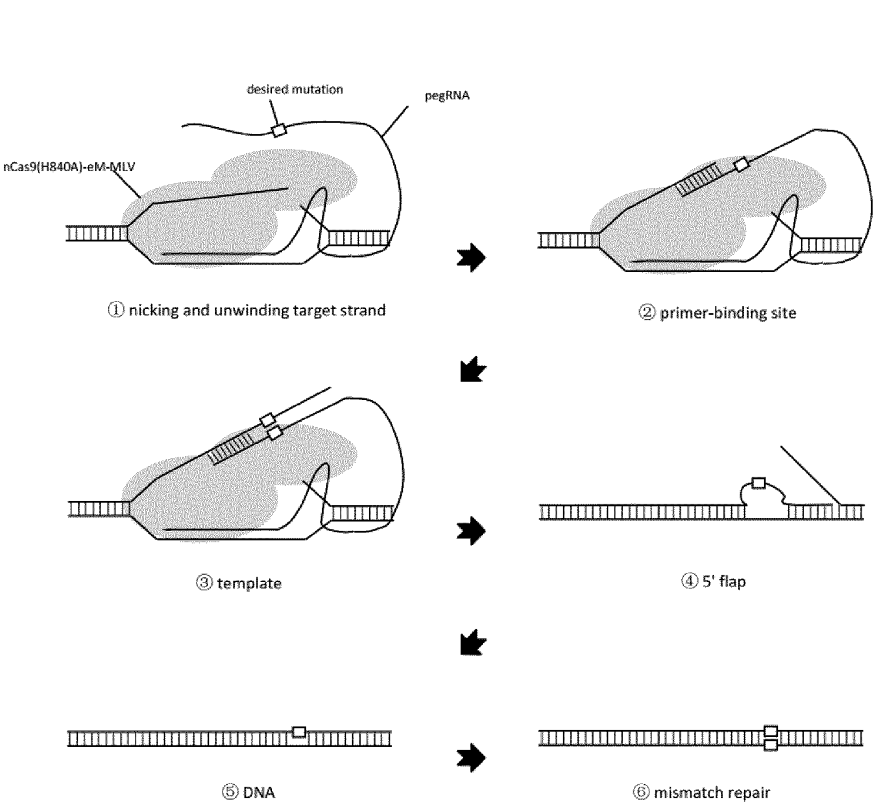 desired mutation
pegRNA
nCas9(H840A)-eM-MLV
① nicking and unwinding target strand
② primer-binding site
③ template
④ 5' flap
⑤ DNA
⑥ mismatch repair